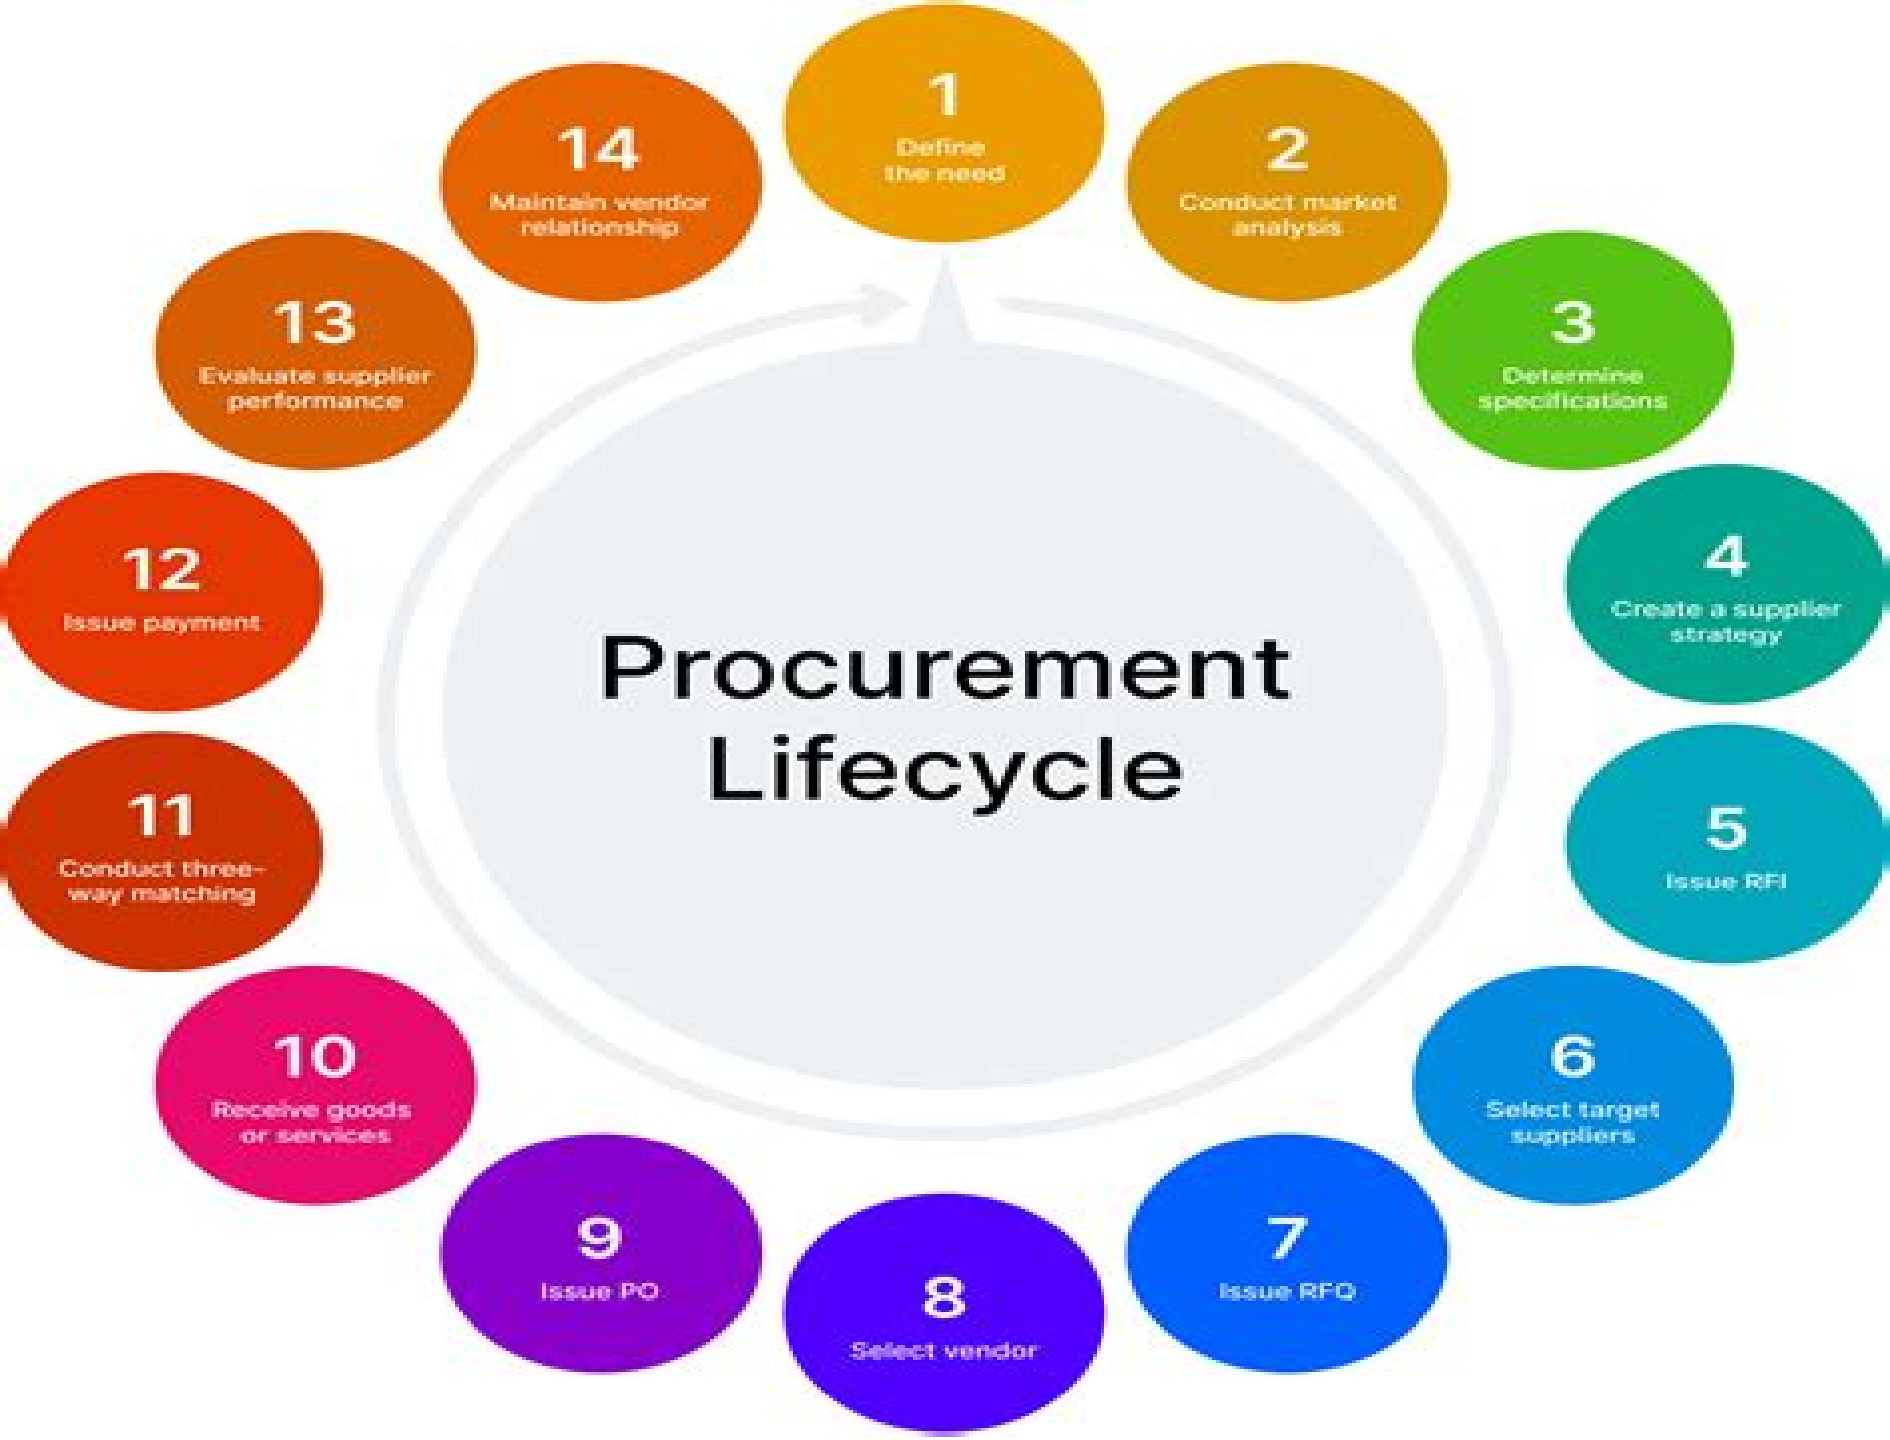 1
Define
the need
2
Conduct market
analysis
3
Determine
specifications
4
Create a supplier
strategy
5
Issue RFI
6
Select target
suppliers
7
Issue RFQ
8
Select vendor
9
Issue PO
10
Receive goods
or services
11
Conduct three-
way matching
12
Issue payment
13
Evaluate supplier
performance
14
Maintain vendor
relationship
Procurement
Lifecycle